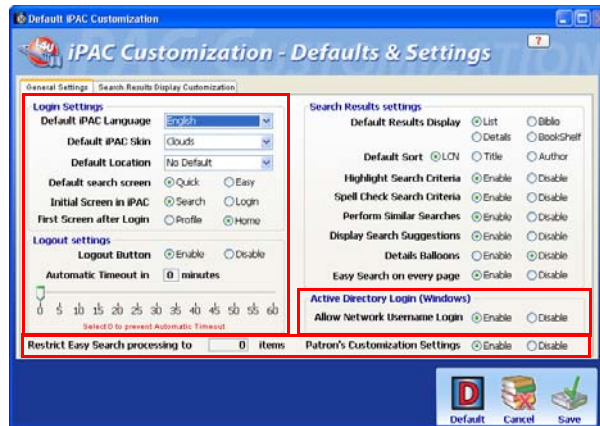 Default iPAC Customization
iPAC Customization - Defaults & Settings
?
General Settings
Search Results Display Customization
Login Settings
Default iPAC Language English
Default iPAC Skin Clouds
Default Location No Default
Default search screen Quick Easy
Initial Screen in iPAC Search Login
First Screen after Login Profile Home
Logout settings
Logout Button Enable Disable
Automatic Timeout in 0 minutes
0 5 10 15 20 25 30 35 40 45 50 55 60
Select 0 to prevent Automatic Timeout
Search Results settings
Default Results Display List Biblio
Details BookShelf
Default Sort LCN Title Author
Highlight Search Criteria Enable Disable
Spell Check Search Criteria Enable Disable
Perform Similar Searches Enable Disable
Display Search Suggestions Enable Disable
Details Balloons Enable Disable
Easy Search on every page Enable Disable
Active Directory Login (Windows)
Allow Network Username Login Enable Disable
Restrict Easy Search processing to 0 items
Patron's Customization Settings Enable Disable
D
Default Cancel Save